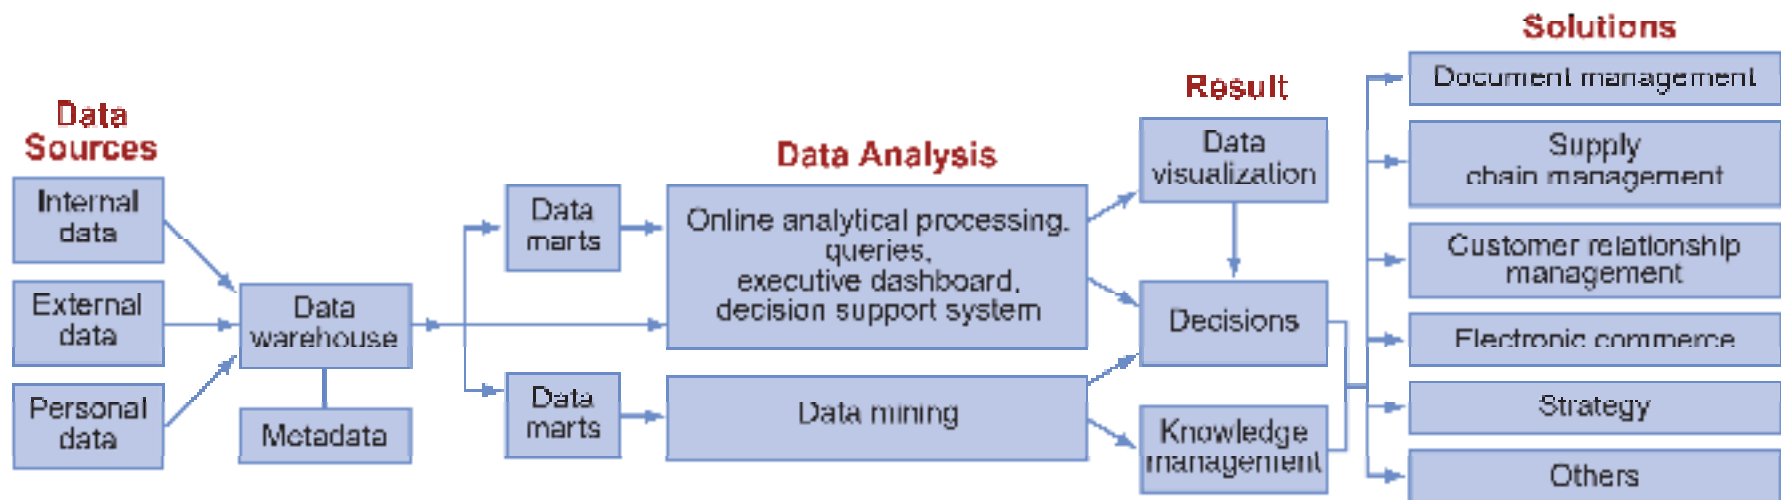 Data
Sources
Internal
data
External
data
Personal
data
Data
warehouse
Metadata
Data
marts
Data
marts
Data Analysis
Online analytical processing,
queries,
executive dashboard,
decision support system
Data mining
Result
Data
visualization
Decisions
Knowledge
management
Solutions
Document management
Supply
chain management
Customer relationship
management
Electronic commerce
Strategy
Others